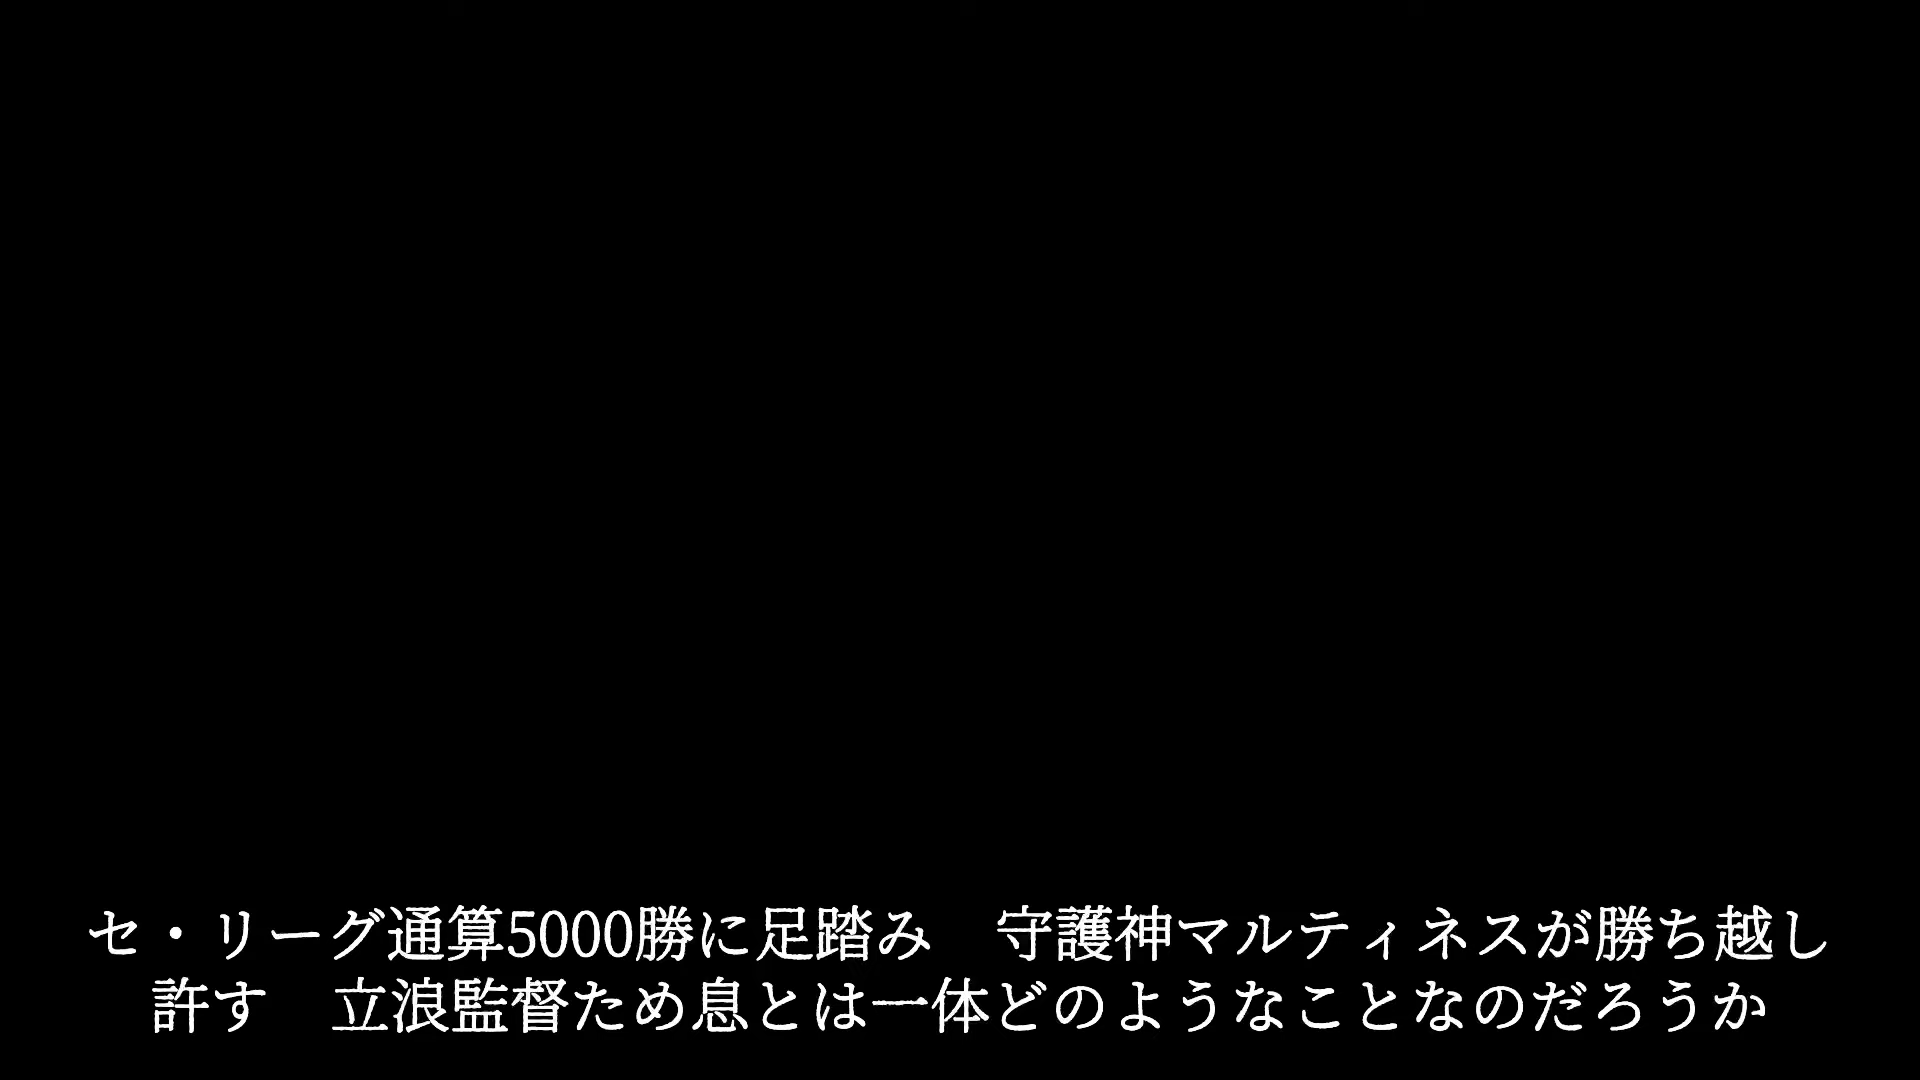 セ・リーグ通算5000勝に足踏み　守護神マルティネスが勝ち越し
許す　立浪監督ため息とは一体どのようなことなのだろうか